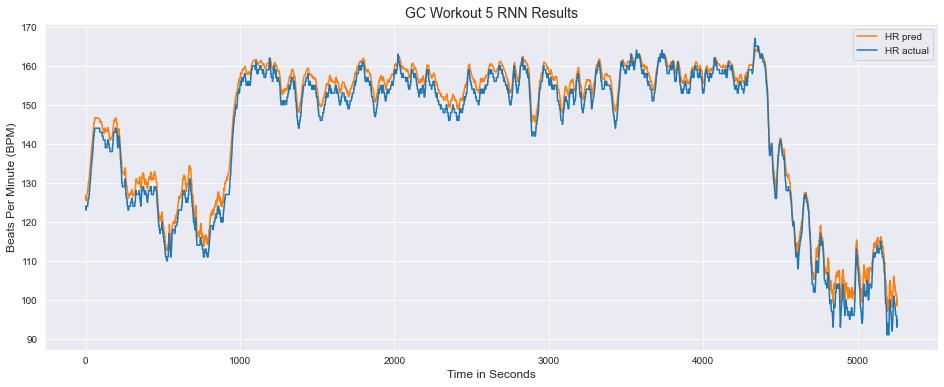 GC Workout 5 RNN Results
HR pred
HR actual
Beats Per Minute (BPM)
170
160
150
140
130
120
110
100
90
0 1000 2000 3000 4000 5000
Time in Seconds